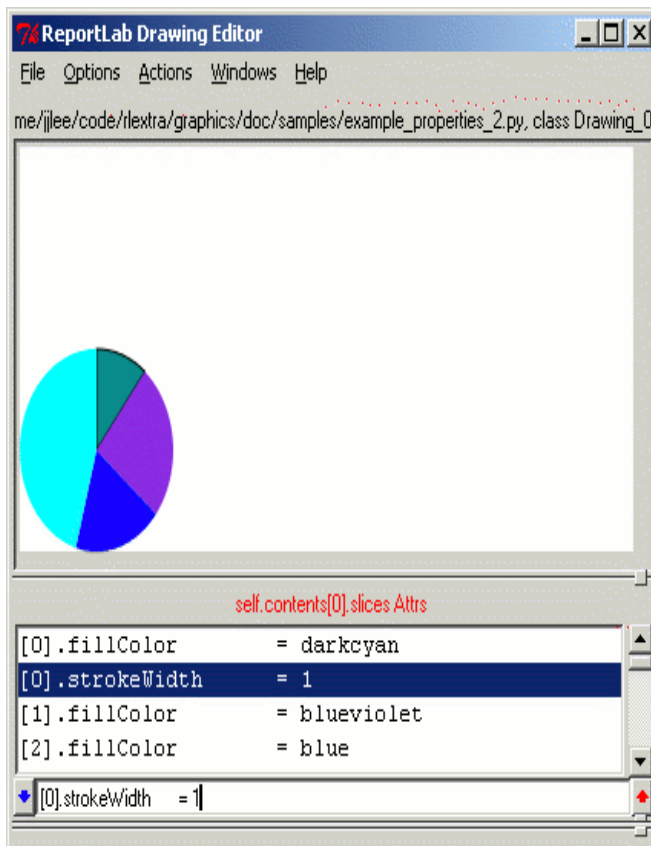 ReportLab Drawing Editor
File Options Actions Windows Help
me/jjlee/code/rlextra/graphics/doc/samples/example_properties_2.py, class Drawing_0
self.contents[0].slices Attrs
[0].fillColor = darkcyan
[0].strokeWidth = 1
[1].fillColor = blueviolet
[2].fillColor = blue
[0].strokeWidth = 1